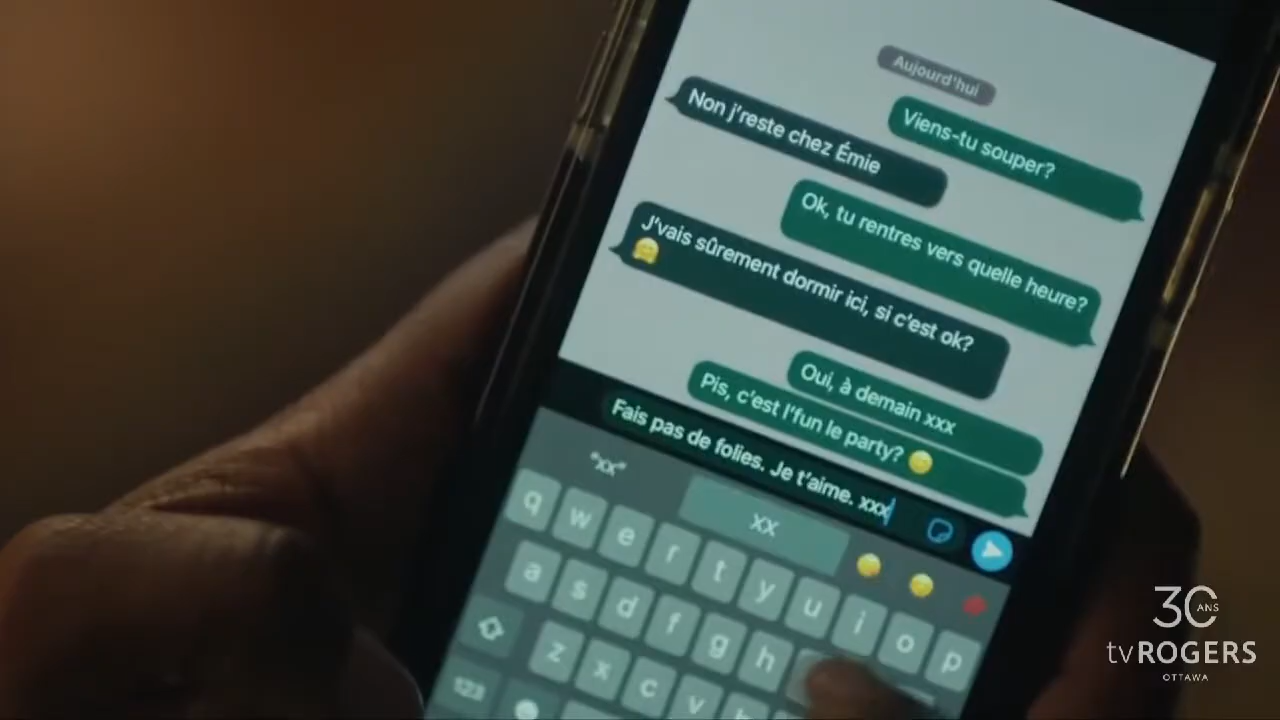 Aujourd'hui
Viens-tu souper?
Non j'reste chez Émie
Ok, tu rentres vers quelle heure?
J'vais sûrement dormir ici, si c'est ok?
🤗
Oui, à demain xxx
Pis, c'est l'fun le party? 😊
Fais pas de folies. Je t'aime. xxx
"xx"
xx
q w e r t y u i o p
a s d f g h
z x c v
123
30 ANS
tvROGERS
OTTAWA